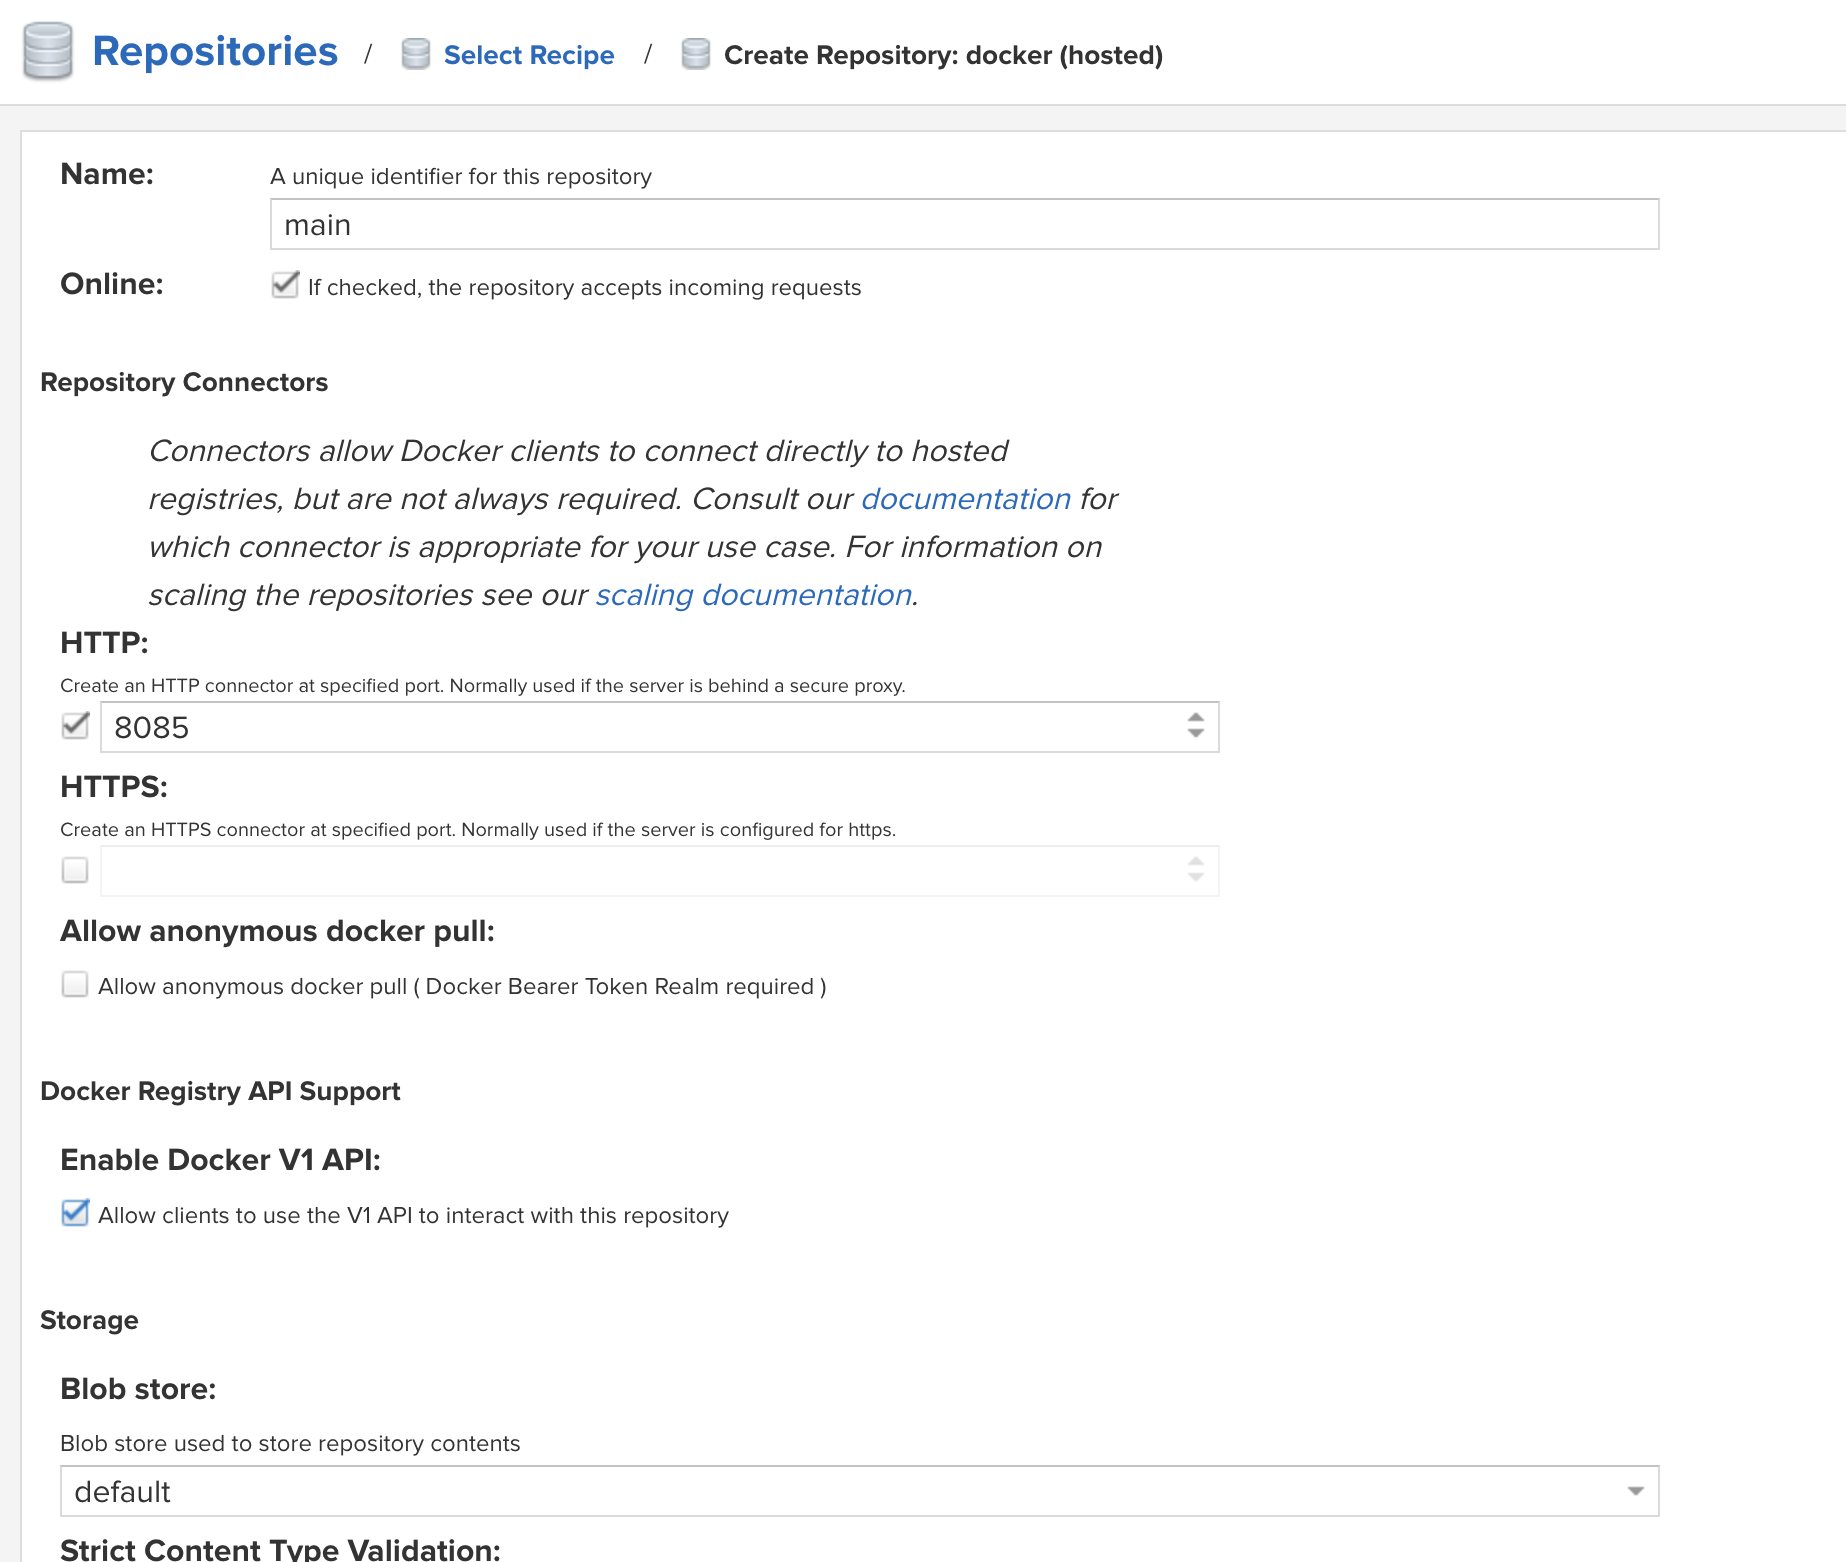 Repositories / Select Recipe / Create Repository: docker (hosted)
Name:
A unique identifier for this repository
main
Online:
If checked, the repository accepts incoming requests
Repository Connectors
Connectors allow Docker clients to connect directly to hosted
registries, but are not always required. Consult our documentation for
which connector is appropriate for your use case. For information on
scaling the repositories see our scaling documentation.
HTTP:
Create an HTTP connector at specified port. Normally used if the server is behind a secure proxy.
8085
HTTPS:
Create an HTTPS connector at specified port. Normally used if the server is configured for https.
Allow anonymous docker pull:
Allow anonymous docker pull ( Docker Bearer Token Realm required )
Docker Registry API Support
Enable Docker V1 API:
Allow clients to use the V1 API to interact with this repository
Storage
Blob store:
Blob store used to store repository contents
default
Strict Content Type Validation: